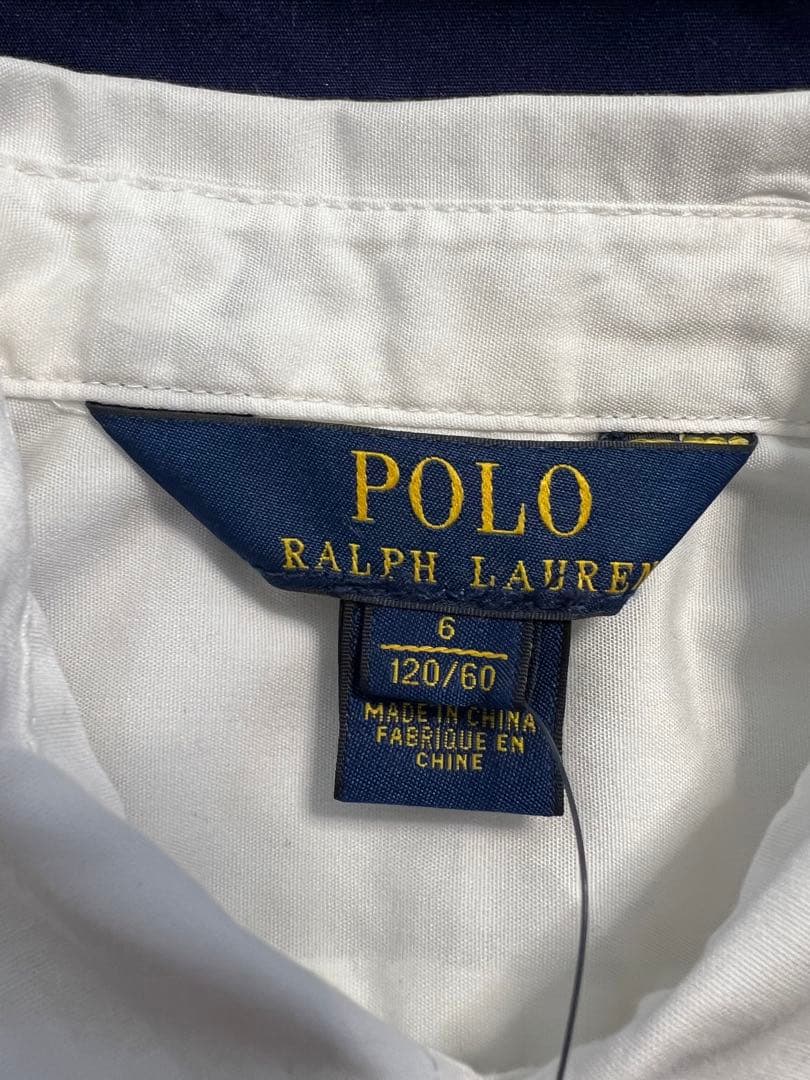 POLO
RALPH LAUREN
6
120/60
MADE IN CHINA
FABRIQUE EN
CHINE